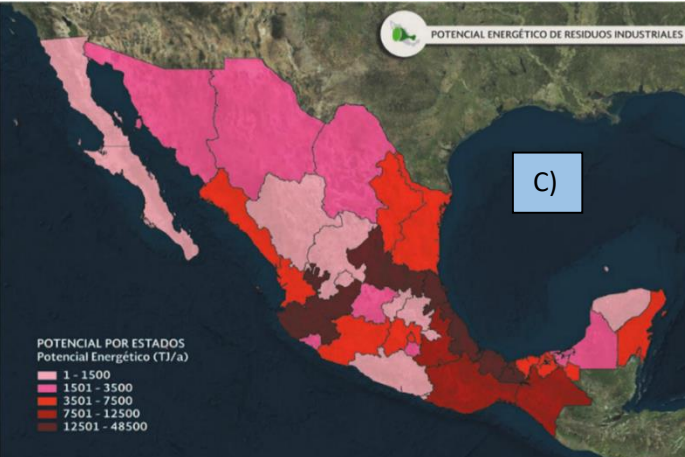 POTENCIAL ENERGÉTICO DE RESIDUOS INDUSTRIALES
C)
POTENCIAL POR ESTADOS
Potencial Energético (TJ/a)
1 - 1500
1501 - 3500
3501 - 7500
7501 - 12500
12501 - 48500